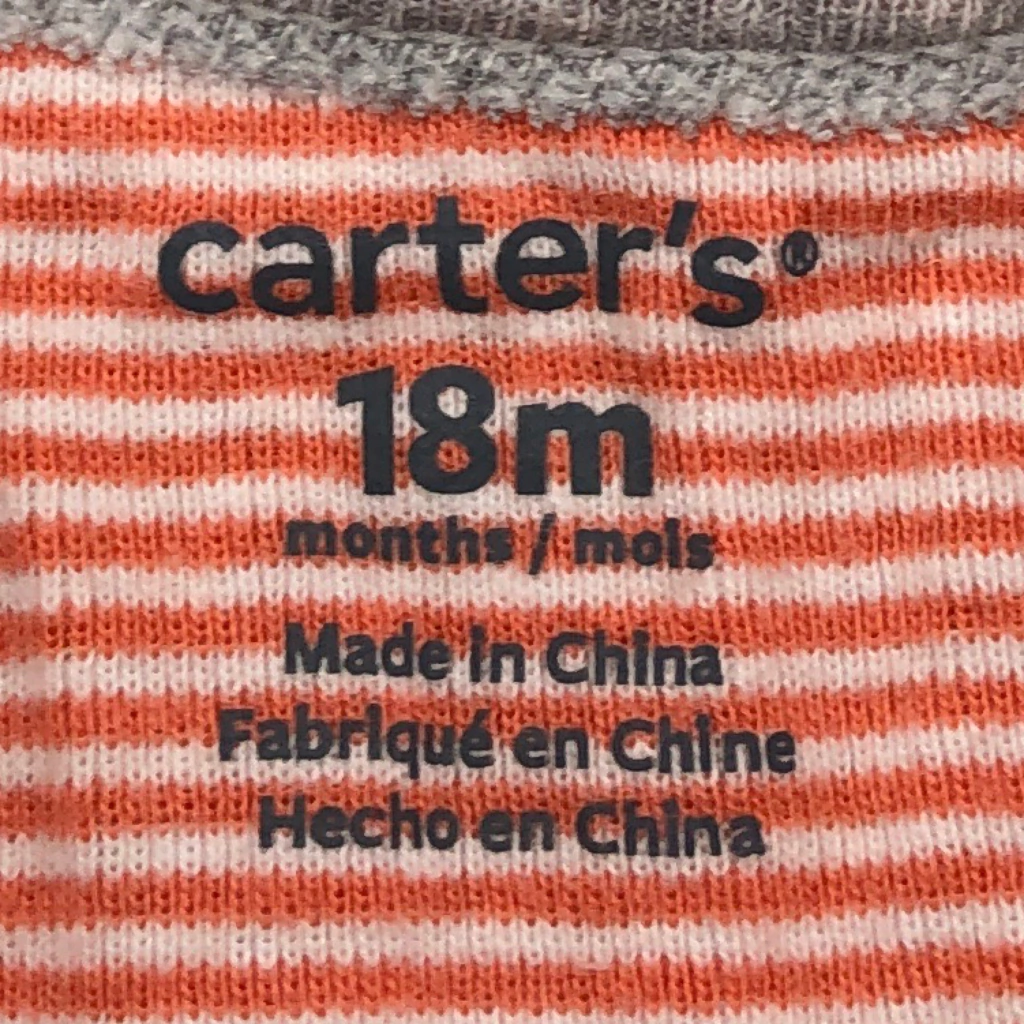 carter's®
18m
months / mois
Made in China
Fabriqué en Chine
Hecho en China